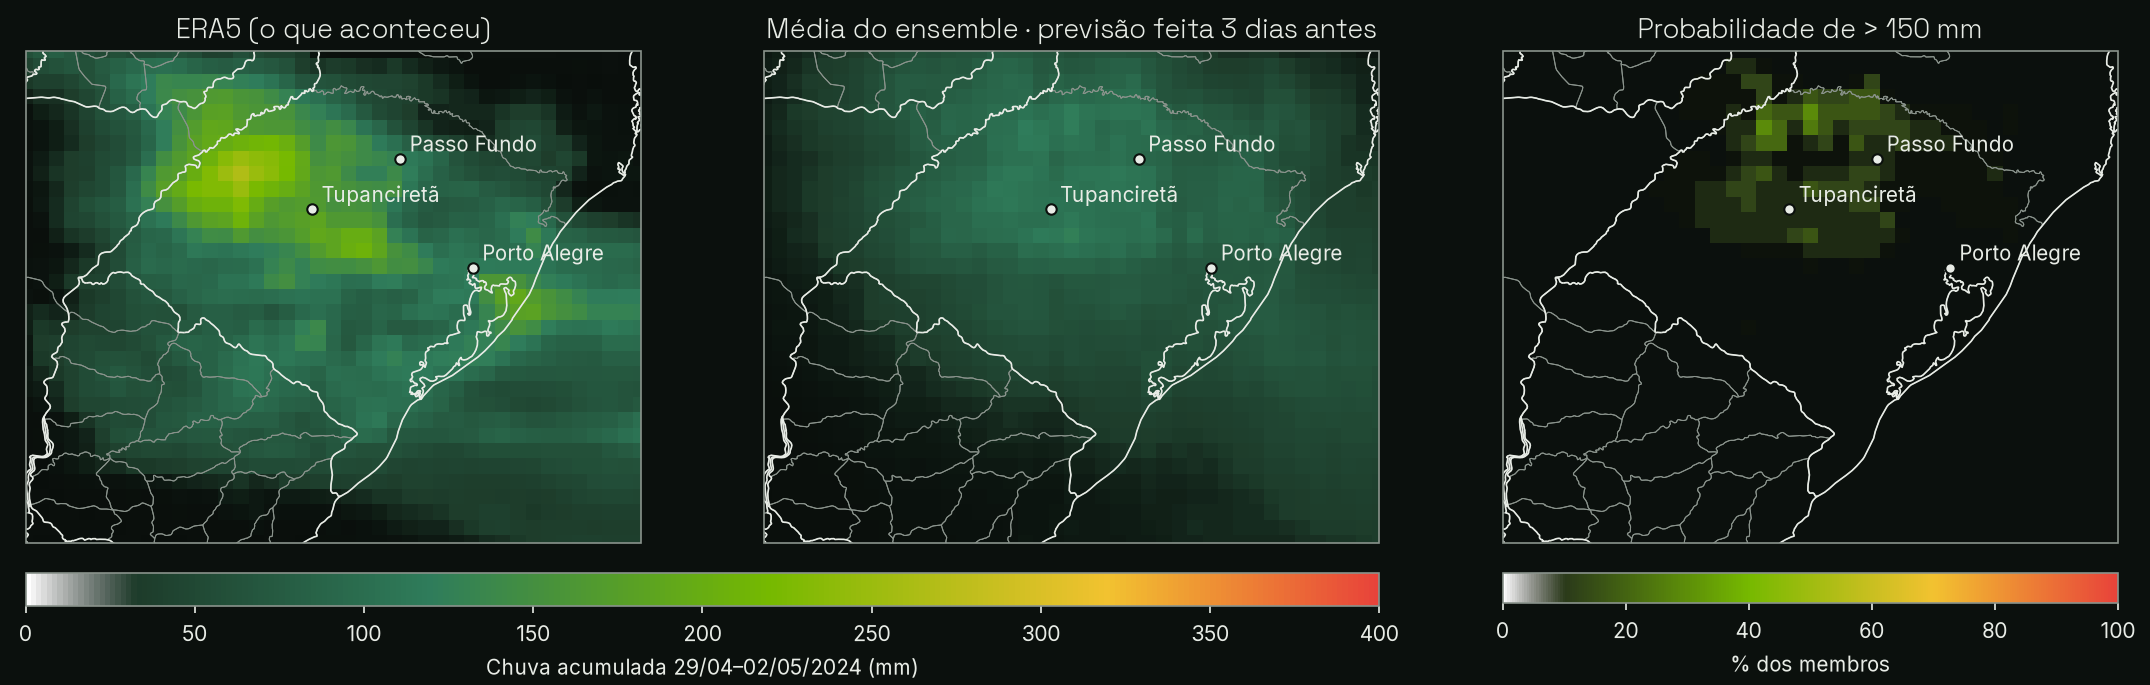 ERA5 (o que aconteceu)
Média do ensemble · previsão feita 3 dias antes
Probabilidade de > 150 mm
Passo Fundo
Tupanciretã
Porto Alegre
Passo Fundo
Tupanciretã
Porto Alegre
Passo Fundo
Tupanciretã
Porto Alegre
0 50 100 150 200 250 300 350 400
Chuva acumulada 29/04–02/05/2024 (mm)
0 20 40 60 80 100
% dos membros